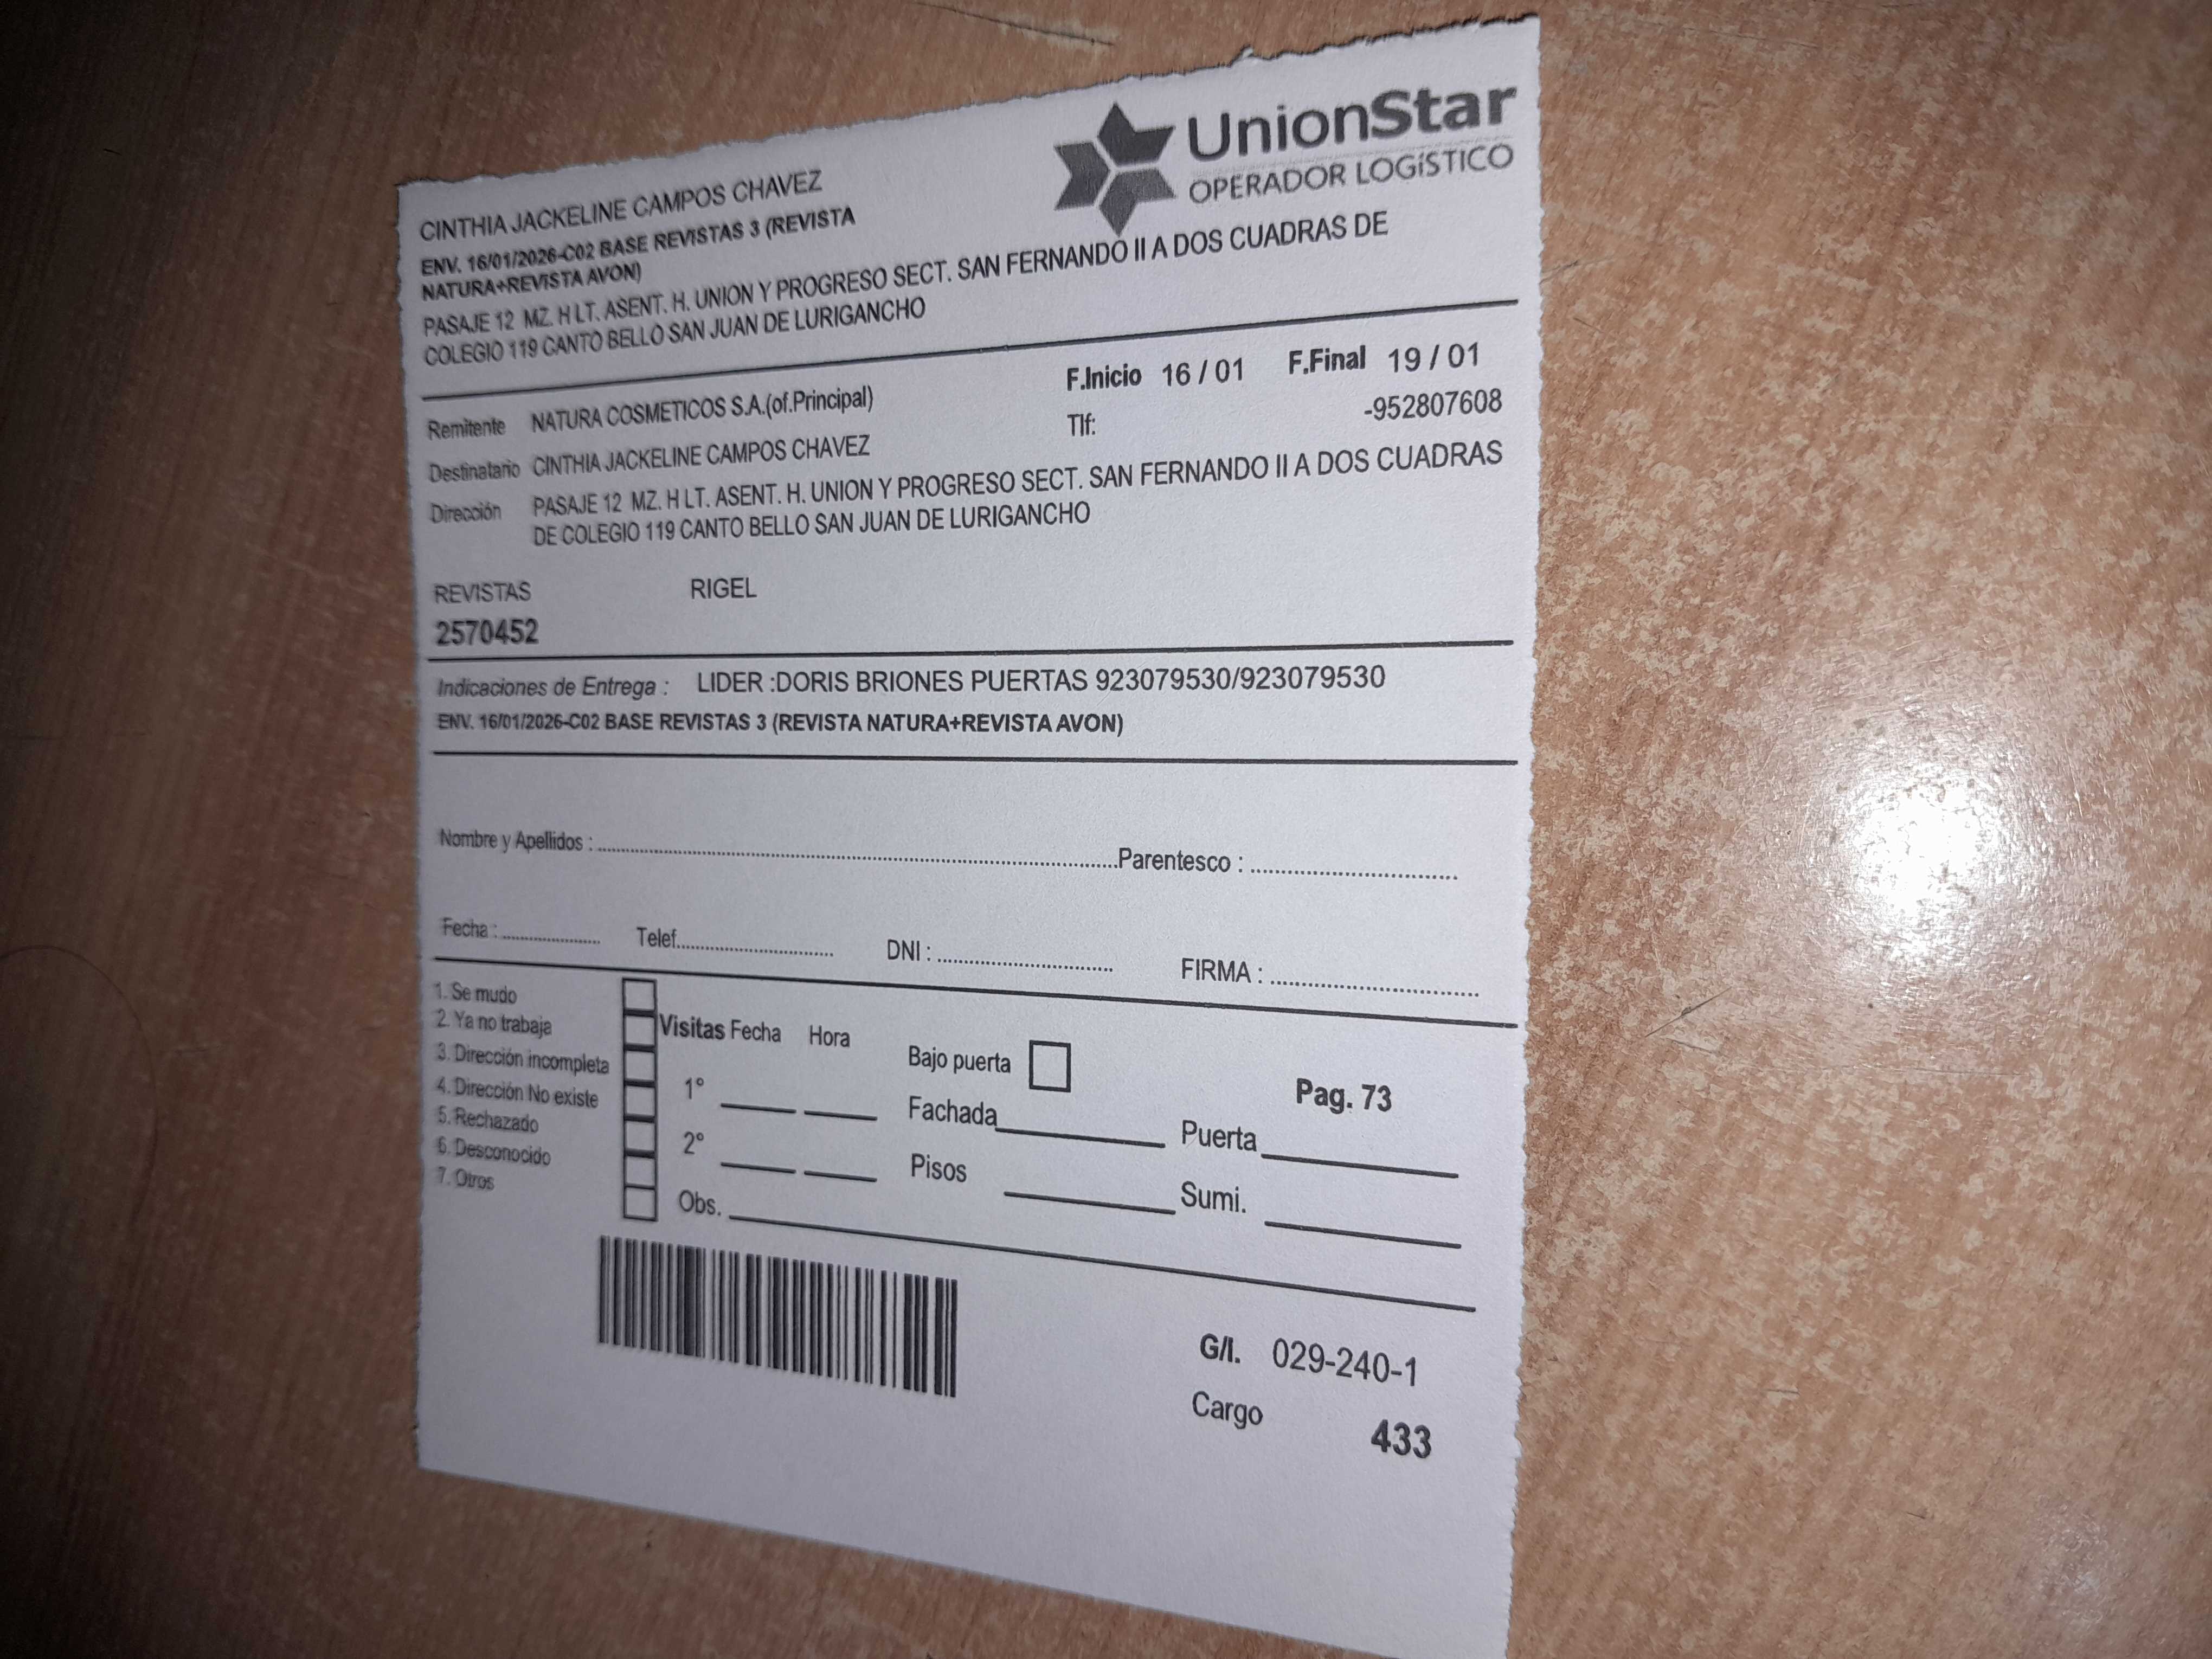 CINTHIA JACKELINE CAMPOS CHAVEZ
UnionStar
OPERADOR LOGíSTICO
ENV. 16/01/2026-C02 BASE REVISTAS 3 (REVISTA
NATURA+REVISTA AVON)
PASAJE 12 MZ. H LT. ASENT. H. UNION Y PROGRESO SECT. SAN FERNANDO II A DOS CUADRAS DE
COLEGIO 119 CANTO BELLO SAN JUAN DE LURIGANCHO
Remitente NATURA COSMETICOS S.A.(of.Principal) F.Inicio 16 / 01 F.Final 19 / 01
Destinatario CINTHIA JACKELINE CAMPOS CHAVEZ Tlf: -952807608
Dirección PASAJE 12 MZ. H LT. ASENT. H. UNION Y PROGRESO SECT. SAN FERNANDO II A DOS CUADRAS
DE COLEGIO 119 CANTO BELLO SAN JUAN DE LURIGANCHO
REVISTAS RIGEL
2570452
Indicaciones de Entrega : LIDER :DORIS BRIONES PUERTAS 923079530/923079530
ENV. 16/01/2026-C02 BASE REVISTAS 3 (REVISTA NATURA+REVISTA AVON)
Nombre y Apellidos : Parentesco :
Fecha : Telef. DNI : FIRMA :
1. Se mudo
2. Ya no trabaja
3. Dirección incompleta
4. Dirección No existe
5. Rechazado
6. Desconocido
7. Otros
Visitas Fecha Hora
1°
2°
Obs.
Bajo puerta
Pag. 73
Fachada Puerta
Pisos Sumi.
G/I. 029-240-1
Cargo 433